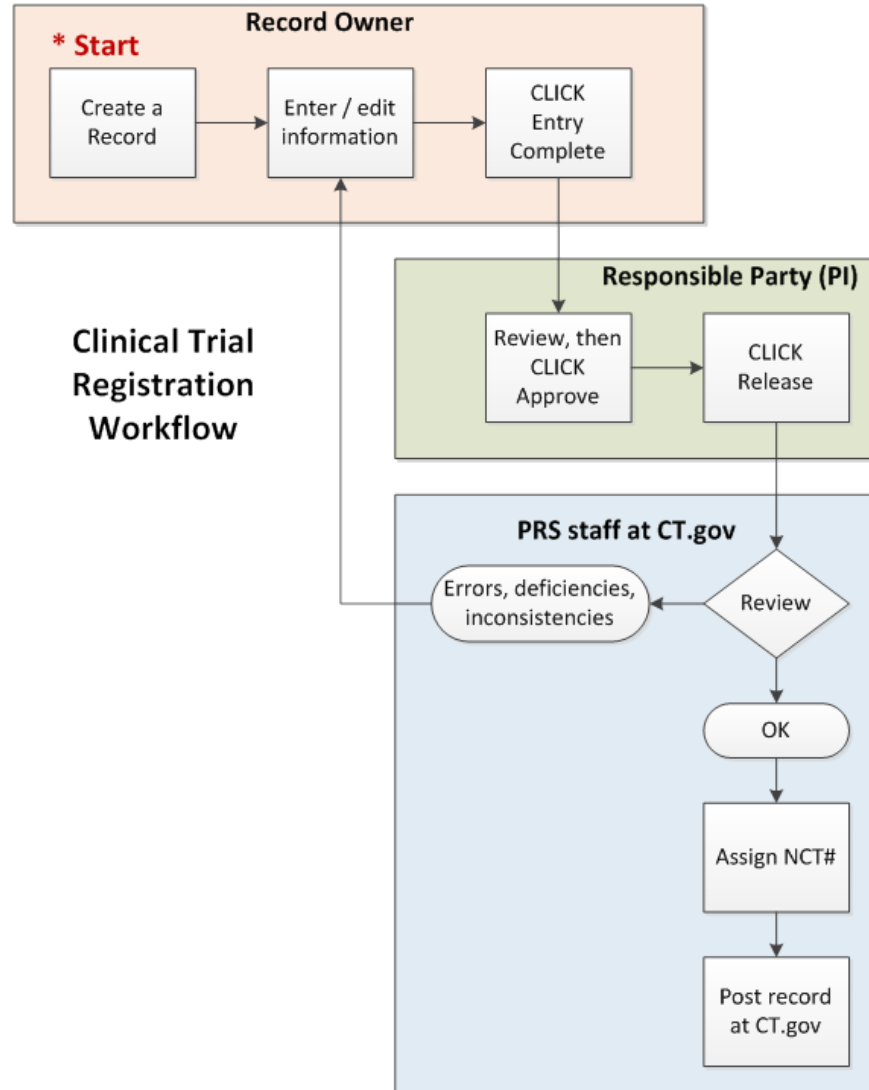 Record Owner
* Start
Create a
Record
Enter / edit
information
CLICK
Entry
Complete
Responsible Party (PI)
Clinical Trial
Registration
Workflow
Review, then
CLICK
Approve
CLICK
Release
PRS staff at CT.gov
Errors, deficiencies,
inconsistencies
Review
OK
Assign NCT#
Post record
at CT.gov